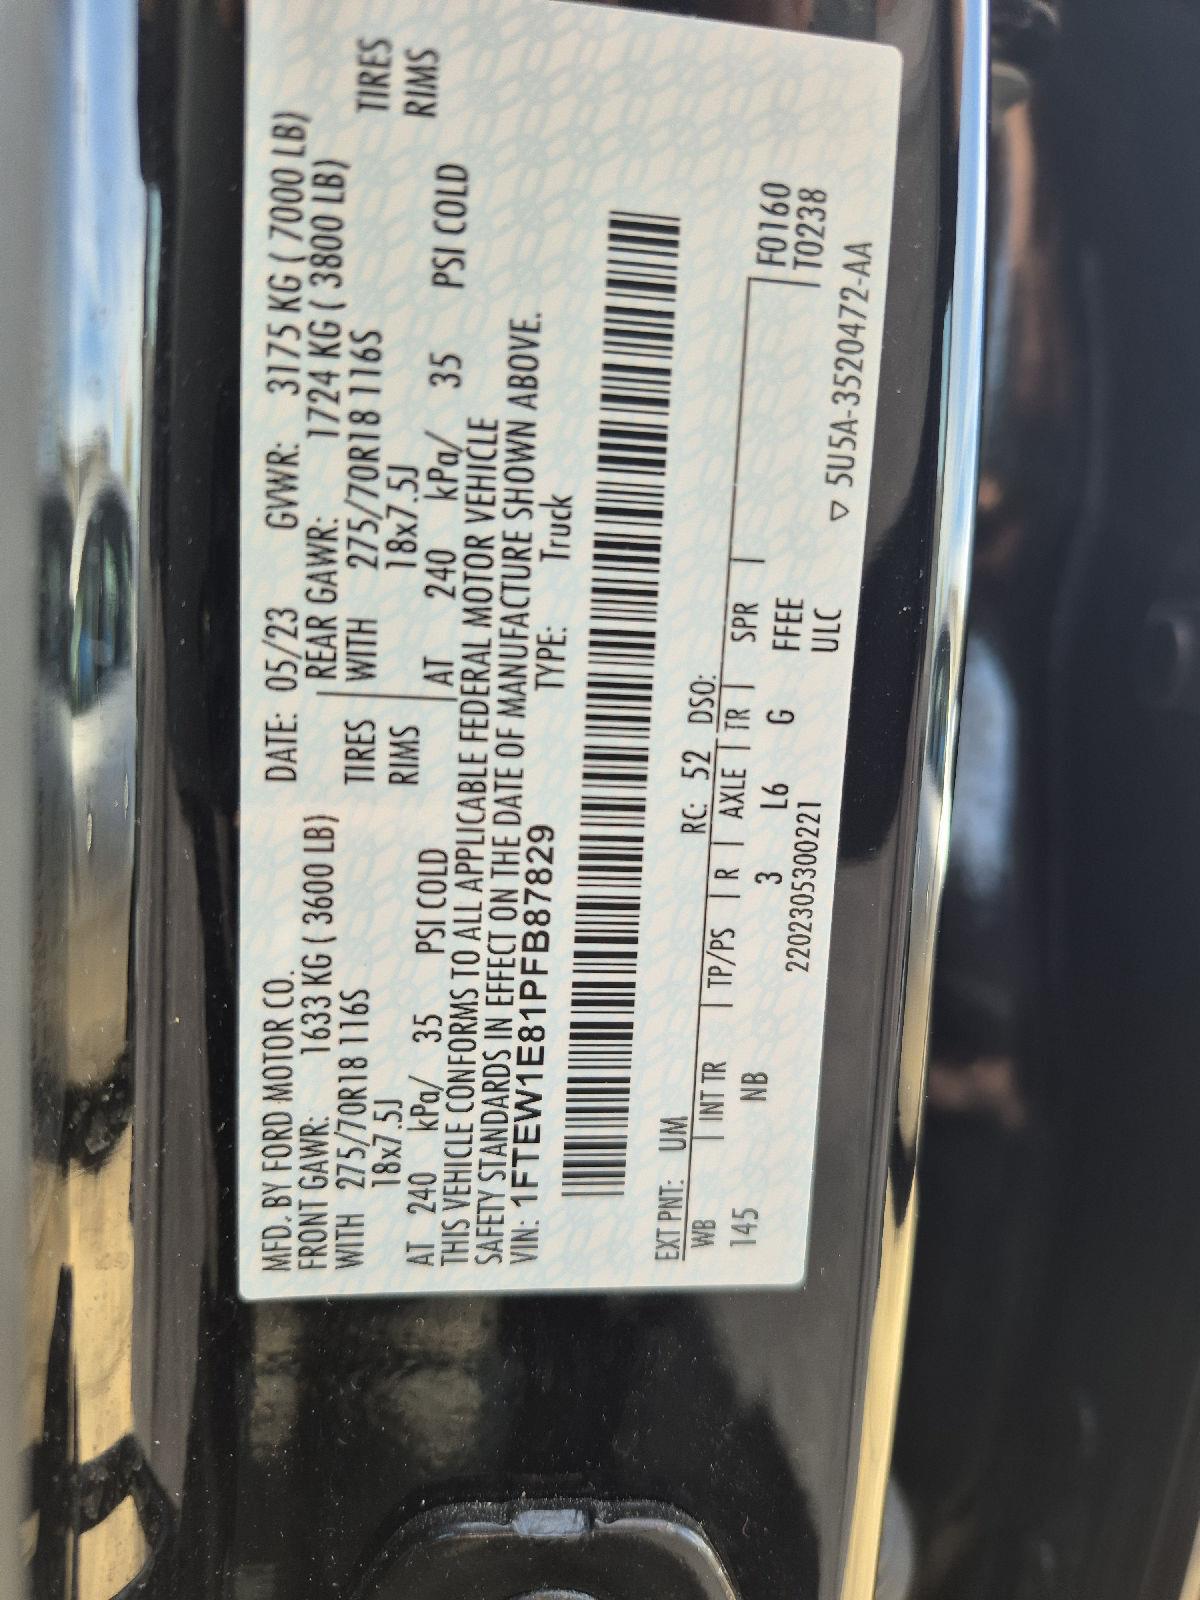 MFD. BY FORD MOTOR CO. DATE: 05/23 GVWR: 3175 KG ( 7000 LB)
FRONT GAWR: 1633 KG ( 3600 LB) REAR GAWR: 1724 KG ( 3800 LB)
WITH 275/70R18 116S TIRES WITH 275/70R18 116S TIRES
18x7.5J RIMS 18x7.5J RIMS
AT 240 kPa/ 35 PSI COLD AT 240 kPa/ 35 PSI COLD
THIS VEHICLE CONFORMS TO ALL APPLICABLE FEDERAL MOTOR VEHICLE
SAFETY STANDARDS IN EFFECT ON THE DATE OF MANUFACTURE SHOWN ABOVE.
VIN: 1FTEW1E81PFB87829 TYPE: Truck
EXT PNT: UM RC: 52 DSO:
WB INT TR TP/PS R AXLE TR SPR F0160
145 NB 3 L6 G FFEE T0238
2202305300221 ULC ▽ 5U5A-3520472-AA